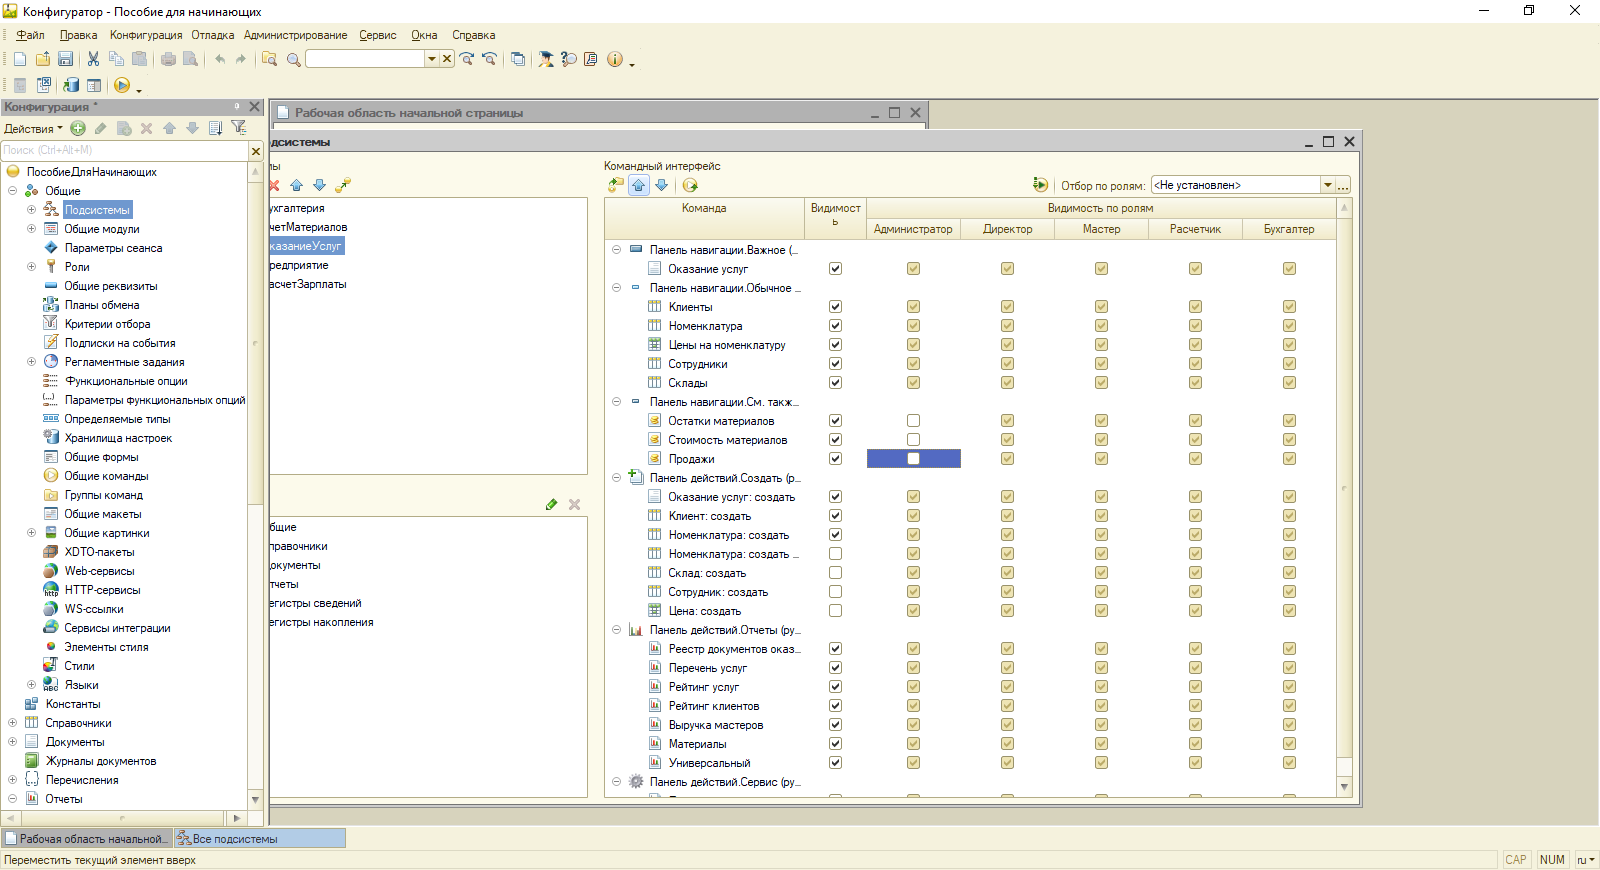 Конфигуратор - Пособие для начинающих
Файл Правка Конфигурация Отладка Администрирование Сервис Окна Справка
Конфигурация *
Действия
Поиск (Ctrl+Alt+M)
ПособиеДляНачинающих
Общие
Подсистемы
Общие модули
Параметры сеанса
Роли
Общие реквизиты
Планы обмена
Критерии отбора
Подписки на события
Регламентные задания
Функциональные опции
Параметры функциональных опций
Определяемые типы
Хранилища настроек
Общие формы
Общие команды
Группы команд
Общие макеты
Общие картинки
XDTO-пакеты
Web-сервисы
HTTP-сервисы
WS-ссылки
Сервисы интеграции
Элементы стиля
Стили
Языки
Константы
Справочники
Документы
Журналы документов
Перечисления
Отчеты
Рабочая область начальной страницы
одсистемы
мы
ухгалтерия
четМатериалов
казаниеУслуг
редприятие
асчетЗарплаты
бщие
правочники
окументы
тчеты
егистры сведений
егистры накопления
Командный интерфейс
Отбор по ролям: <Не установлен> ...
Команда Видимость Видимость по ролям
Администратор Директор Мастер Расчетчик Бухгалтер
Панель навигации.Важное (...
Оказание услуг
Панель навигации.Обычное ...
Клиенты
Номенклатура
Цены на номенклатуру
Сотрудники
Склады
Панель навигации.См. такж...
Остатки материалов
Стоимость материалов
Продажи
Панель действий.Создать (р...
Оказание услуг: создать
Клиент: создать
Номенклатура: создать
Номенклатура: создать ...
Склад: создать
Сотрудник: создать
Цена: создать
Панель действий.Отчеты (ру...
Реестр документов оказ...
Перечень услуг
Рейтинг услуг
Рейтинг клиентов
Выручка мастеров
Материалы
Универсальный
Панель действий.Сервис (ру...
Рабочая область начальной... Все подсистемы
Переместить текущий элемент вверх CAP NUM ru